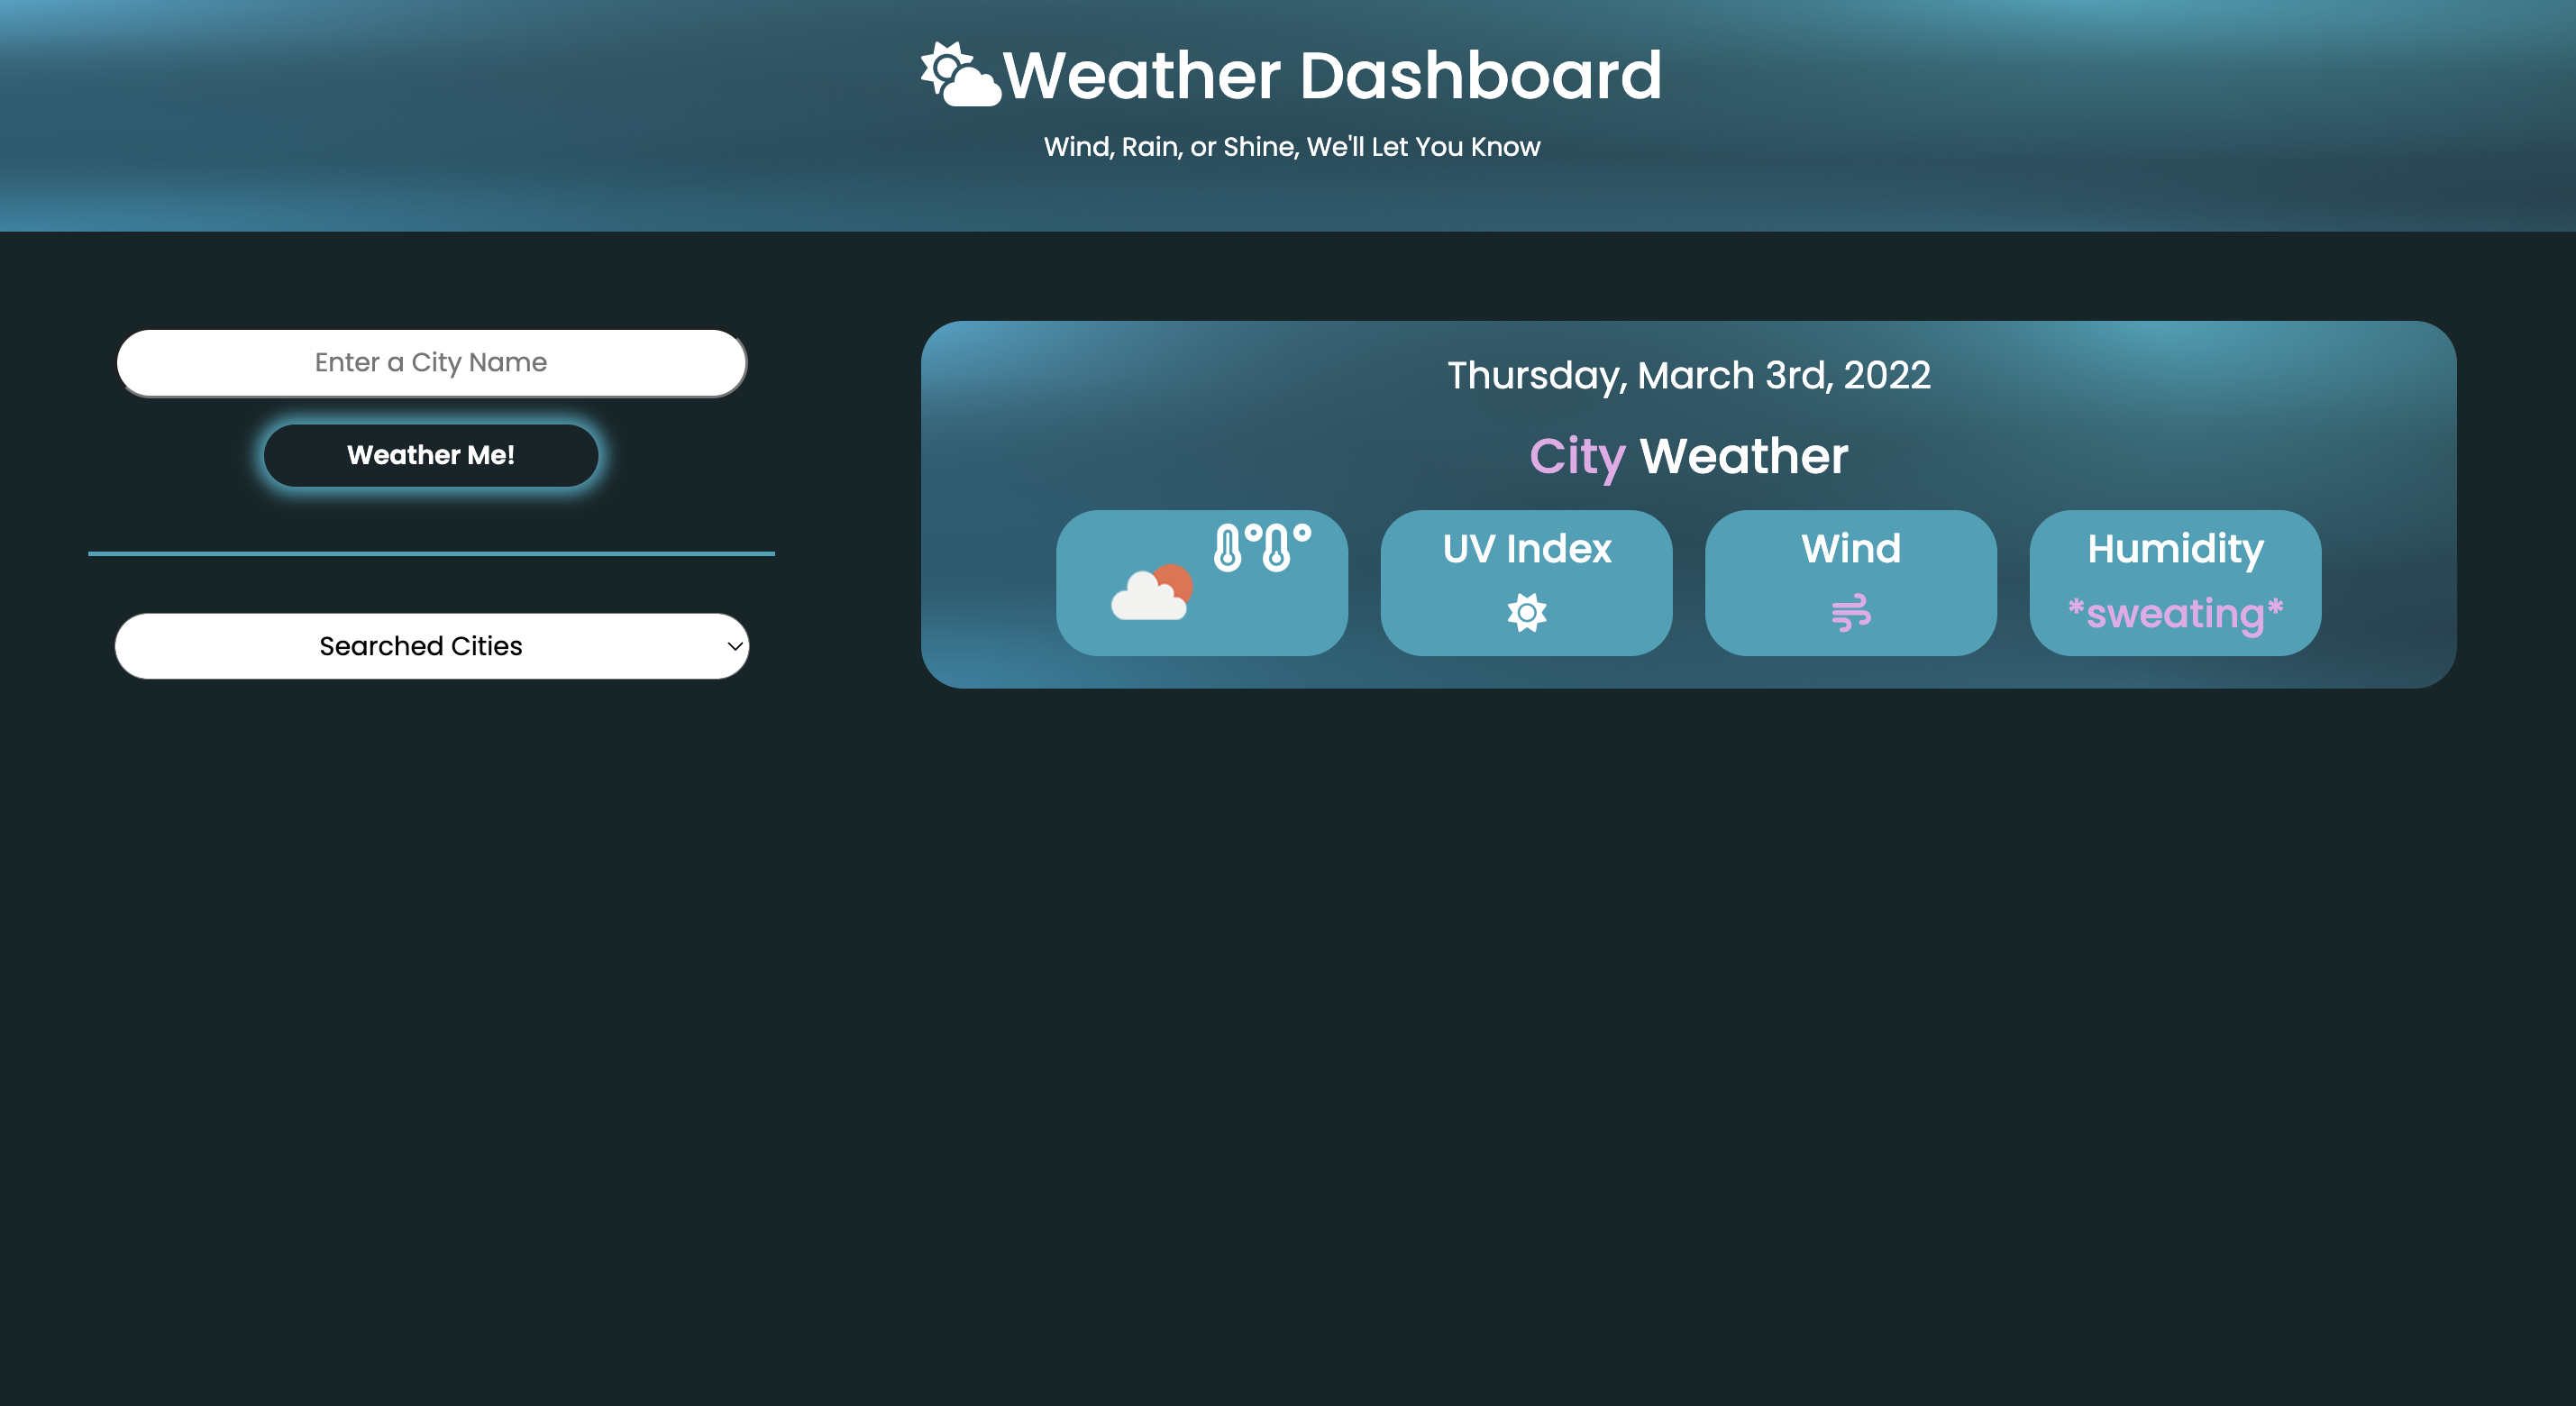 Weather Dashboard
Wind, Rain, or Shine, We'll Let You Know
Enter a City Name
Weather Me!
Searched Cities
Thursday, March 3rd, 2022
City Weather
UV Index
Wind
Humidity
*sweating*